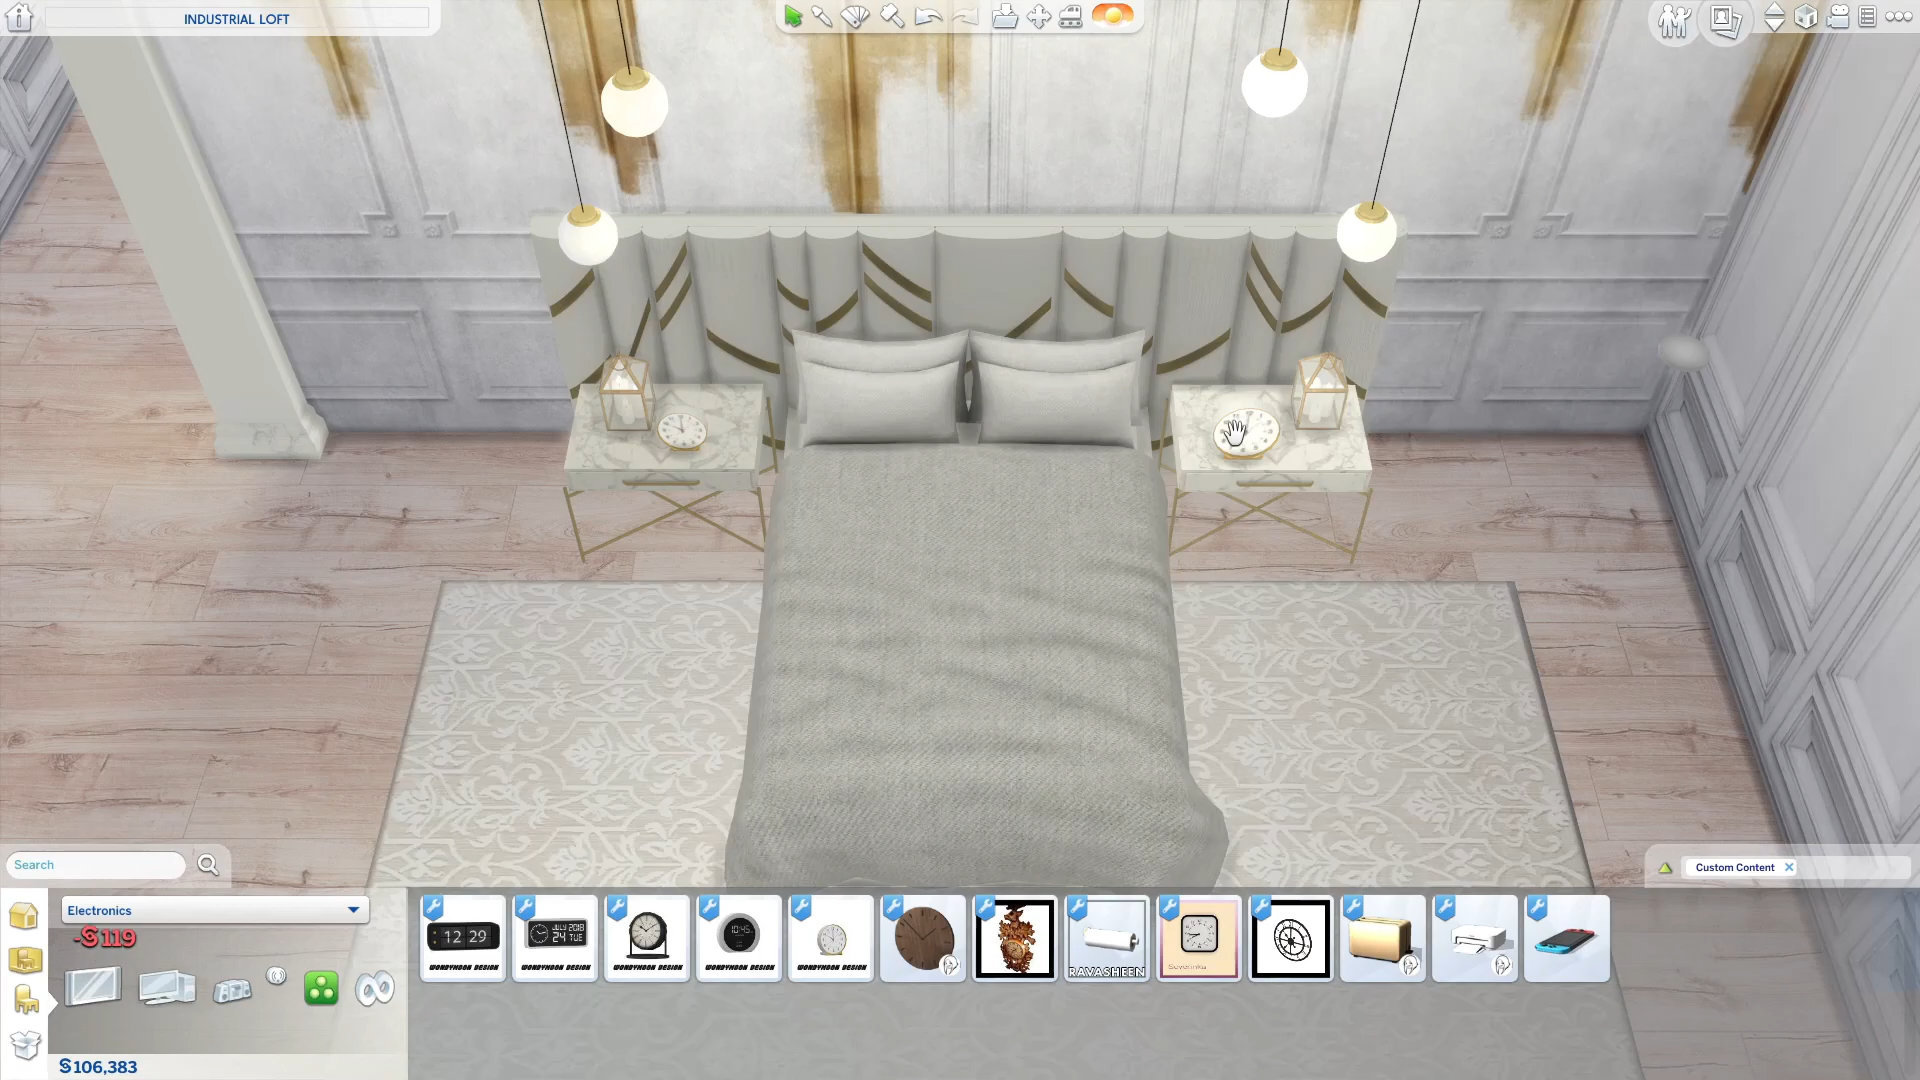 INDUSTRIAL LOFT
Search
Custom Content
Electronics
-§119
§106,383
12 29
WONDYMOON DESIGN
JULY 2018
24 TUE
WONDYMOON DESIGN
WONDYMOON DESIGN
10:45
WONDYMOON DESIGN
WONDYMOON DESIGN
RAVASHEEN
Severinka